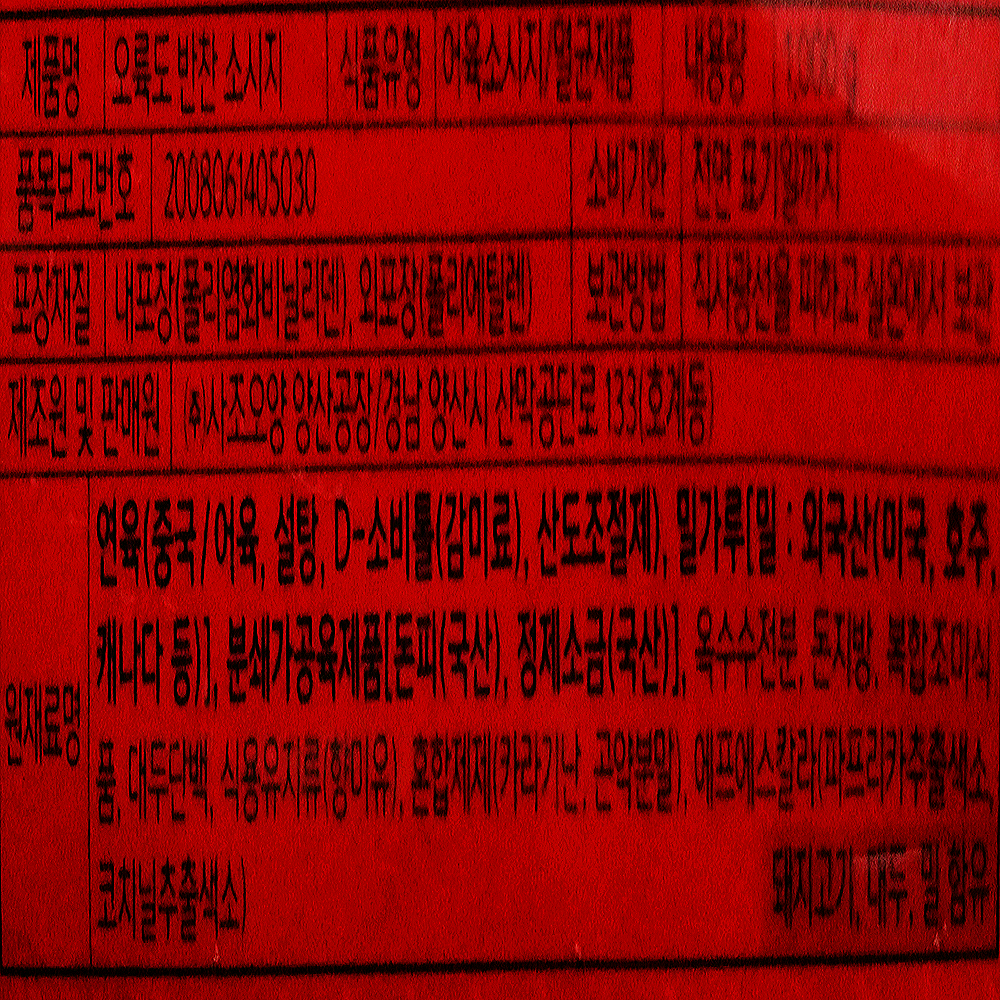 제품명 오륙도 반찬 소시지 식품유형 어육소시지/멸균제품 내용량
품목보고번호 2008061405030 소비기한 전면 표기일까지
포장재질 내포장(폴리염화비닐리덴), 외포장(폴리에틸렌) 보관방법 직사광선을 피하고 실온에서 보관
제조원 및 판매원 ㈜사조오양 양산공장/경남 양산시 산막공단로 133(호계동)
원재료명
연육(중국/어육, 설탕, D-소비톨(감미료), 산도조절제), 밀가루[밀 : 외국산(미국, 호주,
캐나다 등)], 분쇄가공육제품[돈피(국산), 정제소금(국산)], 옥수수전분, 돈지방, 복합조미식
품, 대두단백, 식용유지류(향미유), 혼합제제(카라기난, 곤약분말), 에프에스칼라(파프리카추출색소,
코치닐추출색소)
돼지고기, 대두, 밀 함유